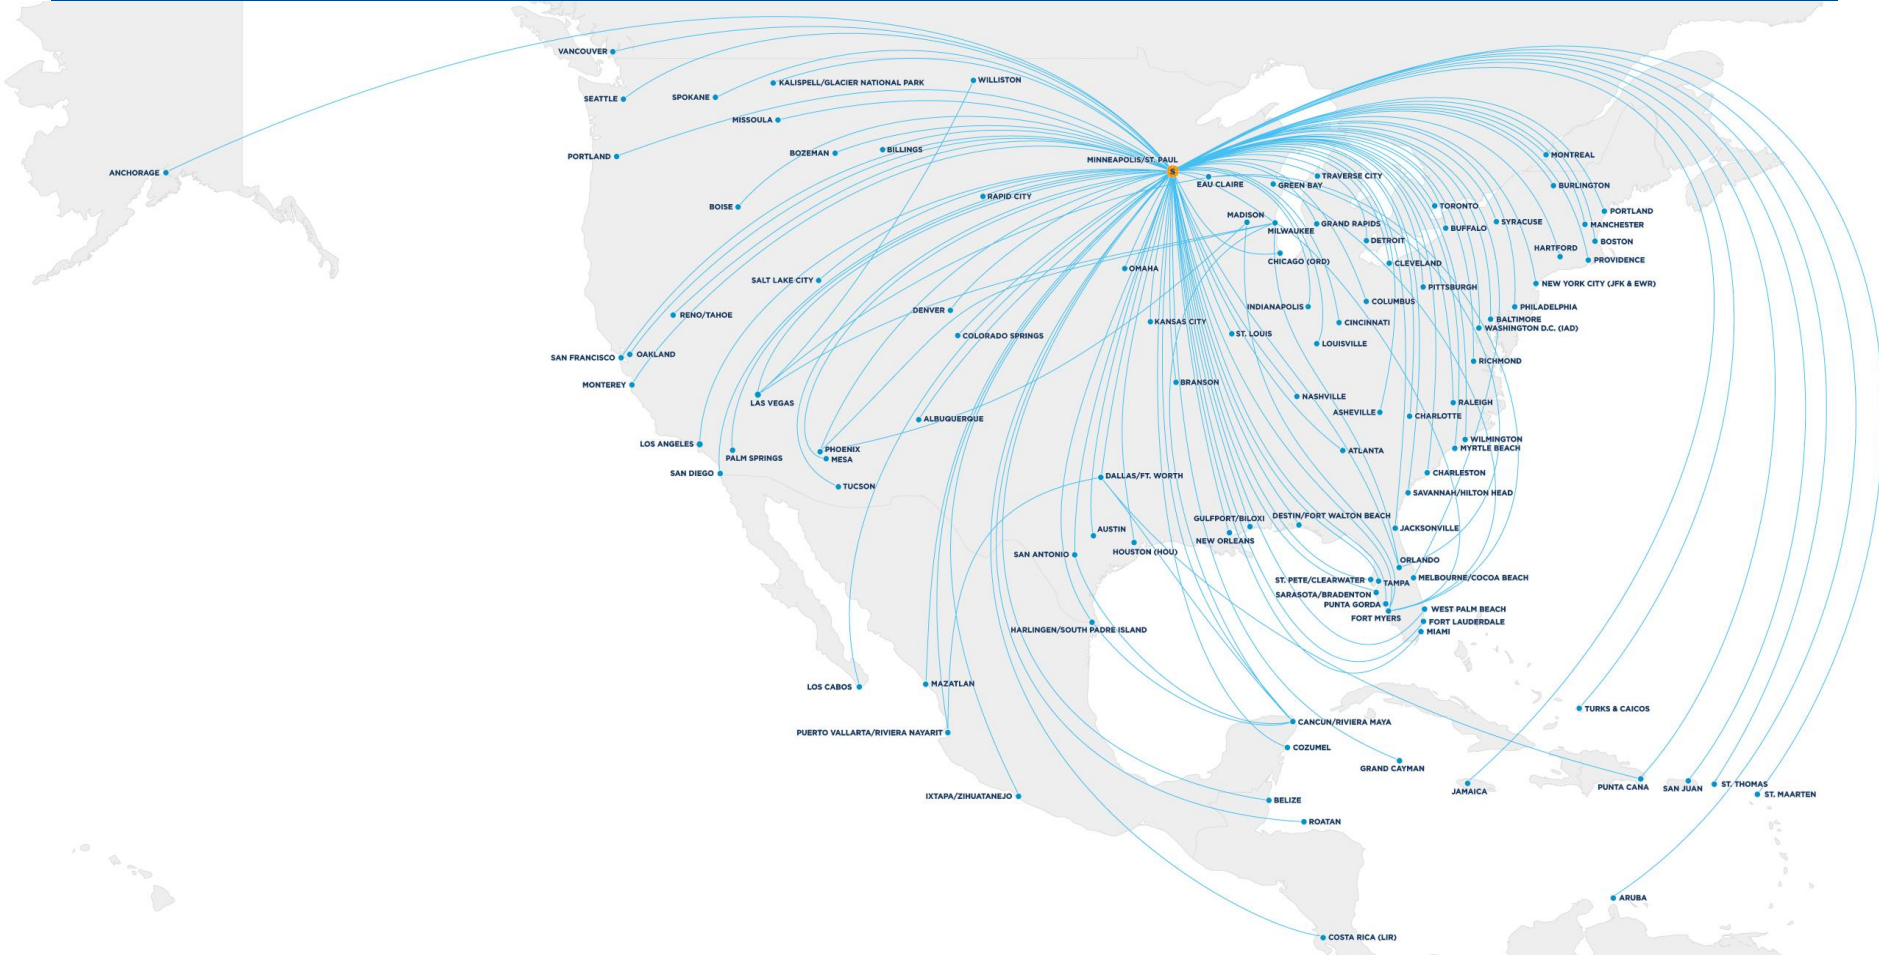 VANCOUVER
KALISPELL/GLACIER NATIONAL PARK
WILLISTON
SEATTLE
SPOKANE
MISSOULA
PORTLAND
BOZEMAN
BILLINGS
MINNEAPOLIS/ST. PAUL
S
MONTREAL
ANCHORAGE
EAU CLAIRE
GREEN BAY
TRAVERSE CITY
BURLINGTON
BOISE
RAPID CITY
MADISON
MILWAUKEE
GRAND RAPIDS
TORONTO
BUFFALO
SYRACUSE
PORTLAND
MANCHESTER
BOSTON
HARTFORD
PROVIDENCE
DETROIT
CHICAGO (ORD)
CLEVELAND
OMAHA
SALT LAKE CITY
PITTSBURGH
NEW YORK CITY (JFK & EWR)
COLUMBUS
INDIANAPOLIS
PHILADELPHIA
RENO/TAHOE
DENVER
KANSAS CITY
CINCINNATI
BALTIMORE
WASHINGTON D.C. (IAD)
COLORADO SPRINGS
ST. LOUIS
LOUISVILLE
SAN FRANCISCO
OAKLAND
RICHMOND
MONTEREY
BRANSON
LAS VEGAS
NASHVILLE
RALEIGH
ASHEVILLE
CHARLOTTE
ALBUQUERQUE
LOS ANGELES
PALM SPRINGS
PHOENIX
MESA
ATLANTA
WILMINGTON
MYRTLE BEACH
SAN DIEGO
TUCSON
DALLAS/FT. WORTH
CHARLESTON
SAVANNAH/HILTON HEAD
GULFPORT/BILOXI
DESTIN/FORT WALTON BEACH
AUSTIN
JACKSONVILLE
NEW ORLEANS
HOUSTON (HOU)
SAN ANTONIO
ORLANDO
ST. PETE/CLEARWATER
TAMPA
MELBOURNE/COCOA BEACH
SARASOTA/BRADENTON
PUNTA GORDA
WEST PALM BEACH
FORT MYERS
FORT LAUDERDALE
MIAMI
HARLINGEN/SOUTH PADRE ISLAND
LOS CABOS
MAZATLAN
TURKS & CAICOS
CANCUN/RIVIERA MAYA
PUERTO VALLARTA/RIVIERA NAYARIT
COZUMEL
GRAND CAYMAN
JAMAICA
PUNTA CANA
SAN JUAN
ST. THOMAS
ST. MAARTEN
IXTAPA/ZIHUATANEJO
BELIZE
ROATAN
ARUBA
COSTA RICA (LIR)